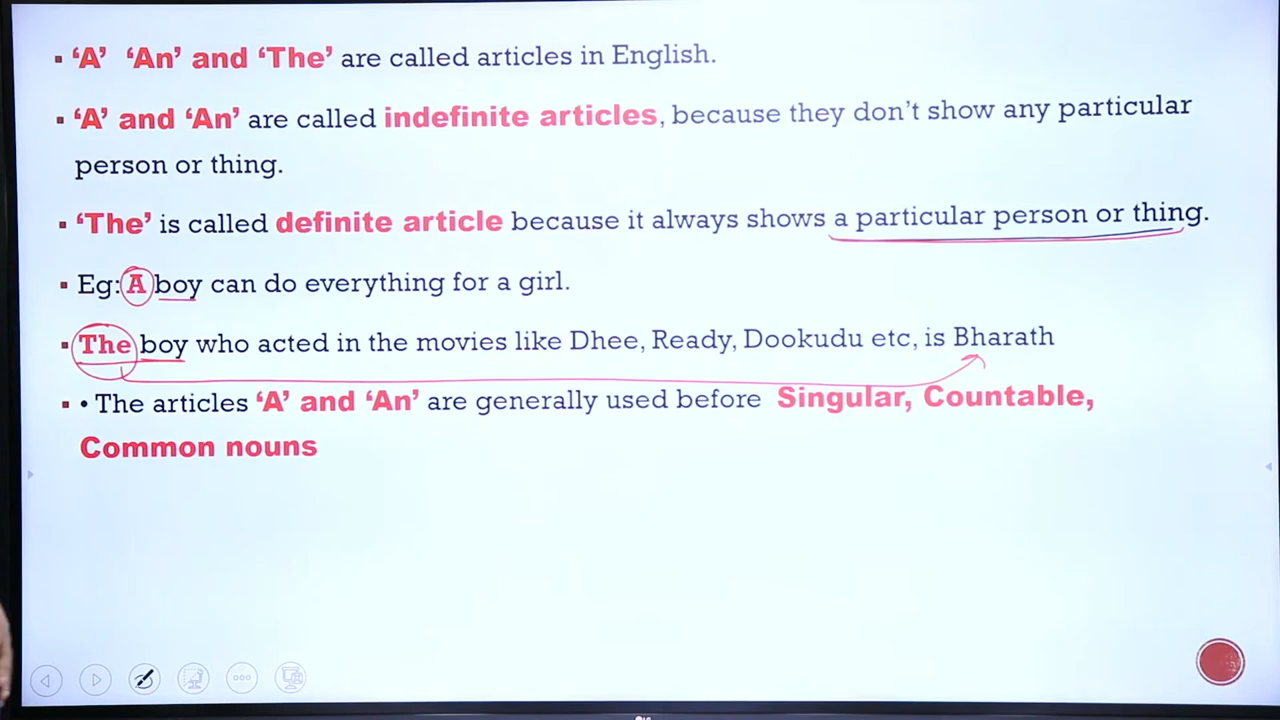 ▪ ‘A’ ‘An’ and ‘The’ are called articles in English.
▪ ‘A’ and ‘An’ are called indefinite articles, because they don’t show any particular
person or thing.
▪ ‘The’ is called definite article because it always shows a particular person or thing.
▪ Eg: A boy can do everything for a girl.
▪ The boy who acted in the movies like Dhee, Ready, Dookudu etc, is Bharath
▪ • The articles ‘A’ and ‘An’ are generally used before Singular, Countable,
Common nouns